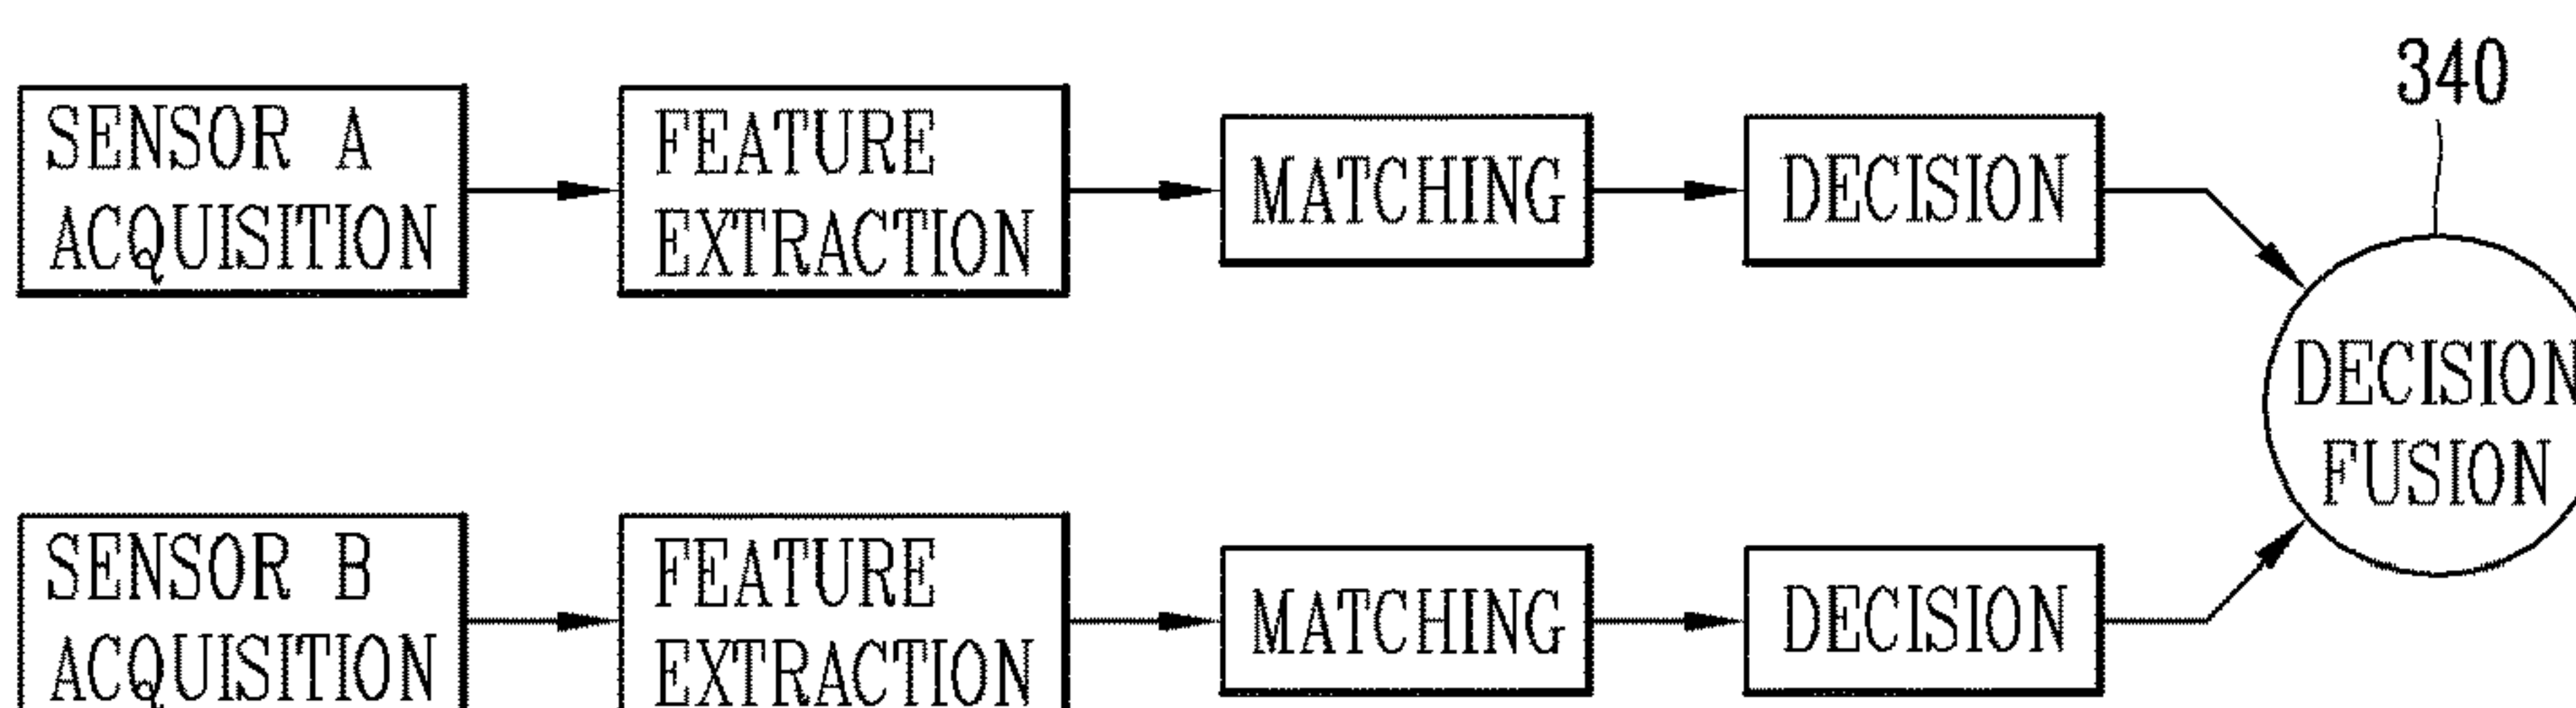 340
SENSOR A
ACQUISITION
FEATURE
EXTRACTION
MATCHING
DECISION
DECISION
FUSION
SENSOR B
ACQUISITION
FEATURE
EXTRACTION
MATCHING
DECISION